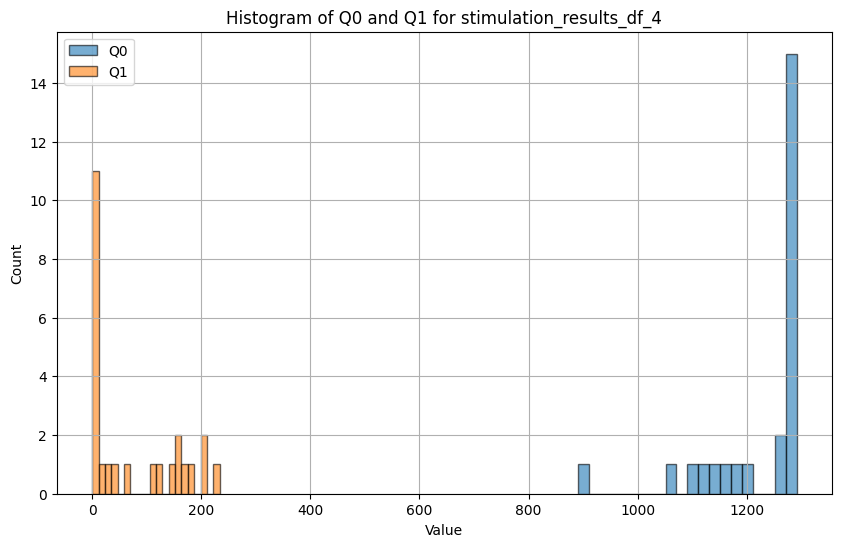 Histogram of Q0 and Q1 for stimulation_results_df_4
Q0
Q1
14
12
10
8
6
4
2
0
Count
0 200 400 600 800 1000 1200
Value